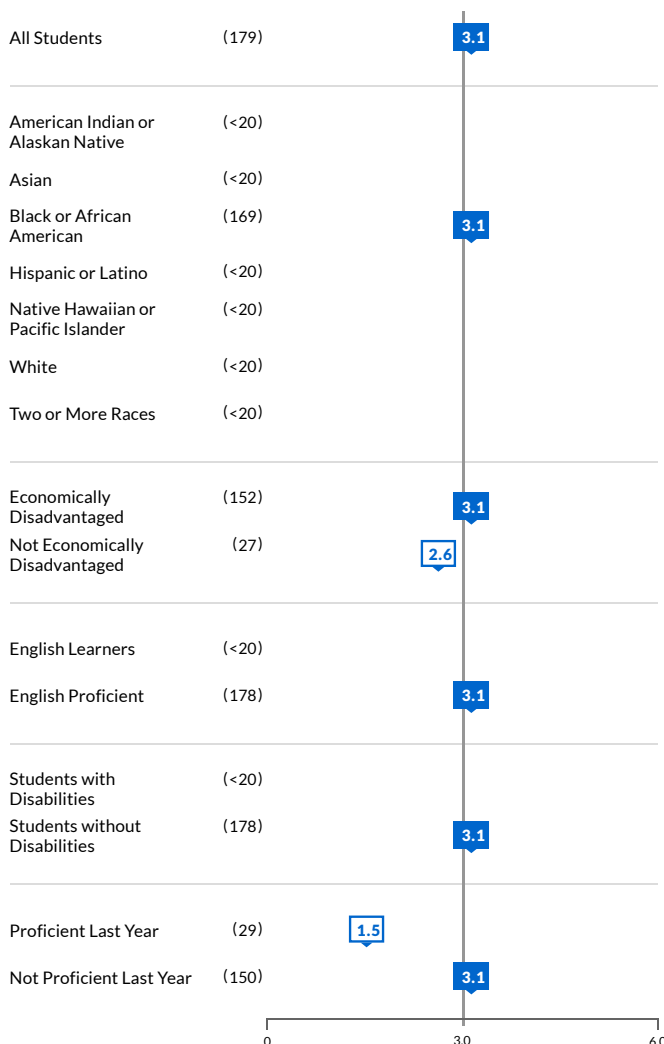 All Students (179) 3.1
American Indian or (<20)
Alaskan Native
Asian (<20)
Black or African (169) 3.1
American
Hispanic or Latino (<20)
Native Hawaiian or (<20)
Pacific Islander
White (<20)
Two or More Races (<20)
Economically (152) 3.1
Disadvantaged
Not Economically (27) 2.6
Disadvantaged
English Learners (<20)
English Proficient (178) 3.1
Students with (<20)
Disabilities
Students without (178) 3.1
Disabilities
Proficient Last Year (29) 1.5
Not Proficient Last Year (150) 3.1
0 3.0 6.0